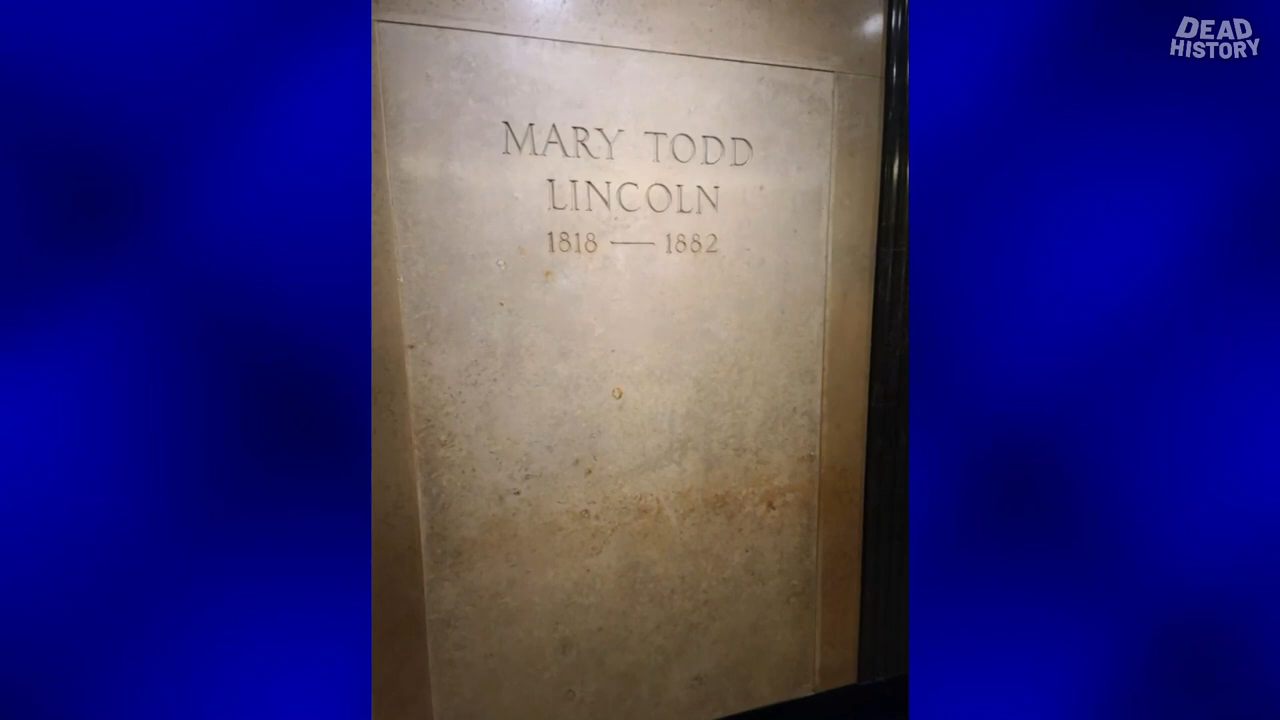 DEAD
HISTORY
MARY TODD
LINCOLN
1818 — 1882